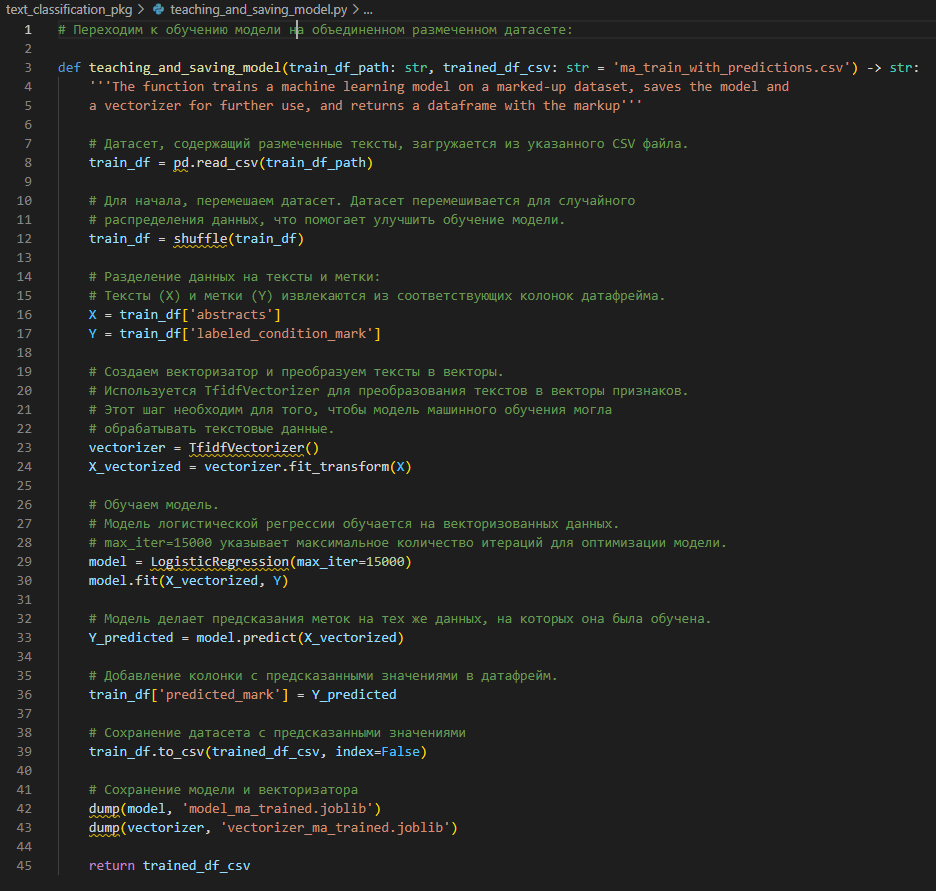 text_classification_pkg > teaching_and_saving_model.py > ...
1 # Переходим к обучению модели на объединенном размеченном датасете:
2
3 def teaching_and_saving_model(train_df_path: str, trained_df_csv: str = 'ma_train_with_predictions.csv') -> str:
4     '''The function trains a machine learning model on a marked-up dataset, saves the model and
5     a vectorizer for further use, and returns a dataframe with the markup'''
6
7     # Датасет, содержащий размеченные тексты, загружается из указанного CSV файла.
8     train_df = pd.read_csv(train_df_path)
9
10     # Для начала, перемешаем датасет. Датасет перемешивается для случайного
11     # распределения данных, что помогает улучшить обучение модели.
12     train_df = shuffle(train_df)
13
14     # Разделение данных на тексты и метки:
15     # Тексты (X) и метки (Y) извлекаются из соответствующих колонок датафрейма.
16     X = train_df['abstracts']
17     Y = train_df['labeled_condition_mark']
18
19     # Создаем векторизатор и преобразуем тексты в векторы.
20     # Используется TfidfVectorizer для преобразования текстов в векторы признаков.
21     # Этот шаг необходим для того, чтобы модель машинного обучения могла
22     # обрабатывать текстовые данные.
23     vectorizer = TfidfVectorizer()
24     X_vectorized = vectorizer.fit_transform(X)
25
26     # Обучаем модель.
27     # Модель логистической регрессии обучается на векторизованных данных.
28     # max_iter=15000 указывает максимальное количество итераций для оптимизации модели.
29     model = LogisticRegression(max_iter=15000)
30     model.fit(X_vectorized, Y)
31
32     # Модель делает предсказания меток на тех же данных, на которых она была обучена.
33     Y_predicted = model.predict(X_vectorized)
34
35     # Добавление колонки с предсказанными значениями в датафрейм.
36     train_df['predicted_mark'] = Y_predicted
37
38     # Сохранение датасета с предсказанными значениями
39     train_df.to_csv(trained_df_csv, index=False)
40
41     # Сохранение модели и векторизатора
42     dump(model, 'model_ma_trained.joblib')
43     dump(vectorizer, 'vectorizer_ma_trained.joblib')
44
45     return trained_df_csv